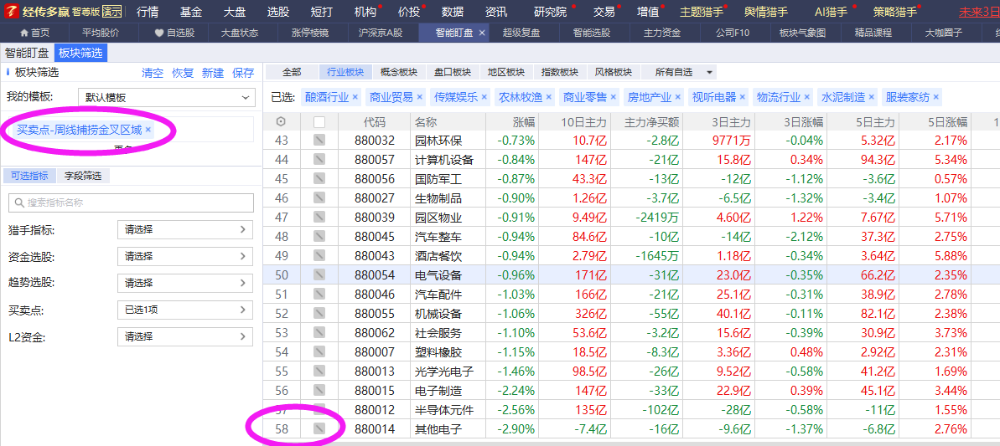 经传多赢 智尊版 演示 行情 基金 大盘 选股 短打 机构 价投 数据 资讯 研究院 交易 增值 主题猎手 舆情猎手 AI猎手 策略猎手 未来3日
首页 平均股价 自选股 大盘状态 涨停棱镜 沪深京A股 智能盯盘 × 超级复盘 智能选股 主力资金 公司F10 板块气象图 精品课程 大咖圈子
智能盯盘 板块筛选
板块筛选 清空 恢复 新建 保存
全部 行业板块 概念板块 盘口板块 地区板块 指数板块 风格板块 所有自选
我的模板: 默认模板
已选: 酿酒行业 × 商业贸易 × 传媒娱乐 × 农林牧渔 × 商业零售 × 房地产业 × 视听电器 × 物流行业 × 水泥制造 × 服装家纺 ×
买卖点-周线捕捞金叉区域 ×
更多
可选指标 字段筛选
搜索指标名称
猎手指标: 请选择
资金选股: 请选择
趋势选股: 请选择
买卖点: 已选1项
L2资金: 请选择
代码 名称 涨幅 10日主力 主力净买额 3日主力 3日涨幅 5日主力 5日涨幅 1
43 880032 园林环保 -0.73% 10.7亿 -2.8亿 9771万 -0.04% 5.32亿 2.17%
44 880057 计算机设备 -0.84% 147亿 -21亿 15.8亿 0.34% 94.3亿 5.34%
45 880056 国防军工 -0.87% 43.3亿 -13亿 -12亿 -1.12% -3.6亿 0.57%
46 880027 生物制品 -0.90% 1.26亿 -3.7亿 -6.5亿 -1.32% -3.4亿 1.07%
47 880039 园区物业 -0.91% 9.49亿 -2419万 4.60亿 1.22% 7.67亿 5.71%
48 880045 汽车整车 -0.94% 84.6亿 -10亿 -14亿 -2.12% 37.3亿 2.75%
49 880043 酒店餐饮 -0.94% 2.79亿 -1645万 1.18亿 -0.34% 3.64亿 5.88%
50 880054 电气设备 -0.96% 171亿 -31亿 23.0亿 -0.35% 66.2亿 2.35%
51 880046 汽车配件 -1.03% 166亿 -21亿 25.1亿 -0.31% 38.9亿 2.78%
52 880055 机械设备 -1.06% 326亿 -55亿 40.1亿 -0.11% 82.1亿 2.38%
53 880062 社会服务 -1.10% 53.6亿 -3.2亿 15.6亿 -0.39% 30.9亿 3.73%
54 880007 塑料橡胶 -1.15% 18.5亿 -8.3亿 3.36亿 0.48% 2.92亿 2.31%
55 880013 光学光电子 -1.46% 98.5亿 -26亿 9.52亿 -0.58% 41.2亿 1.69%
56 880015 电子制造 -2.24% 147亿 -33亿 22.9亿 0.39% 45.1亿 3.44%
57 880012 半导体元件 -2.56% 135亿 -102亿 -28亿 -0.58% -11亿 1.55%
58 880014 其他电子 -2.90% -7.4亿 -16亿 -9.6亿 -1.37% -6.8亿 2.76%